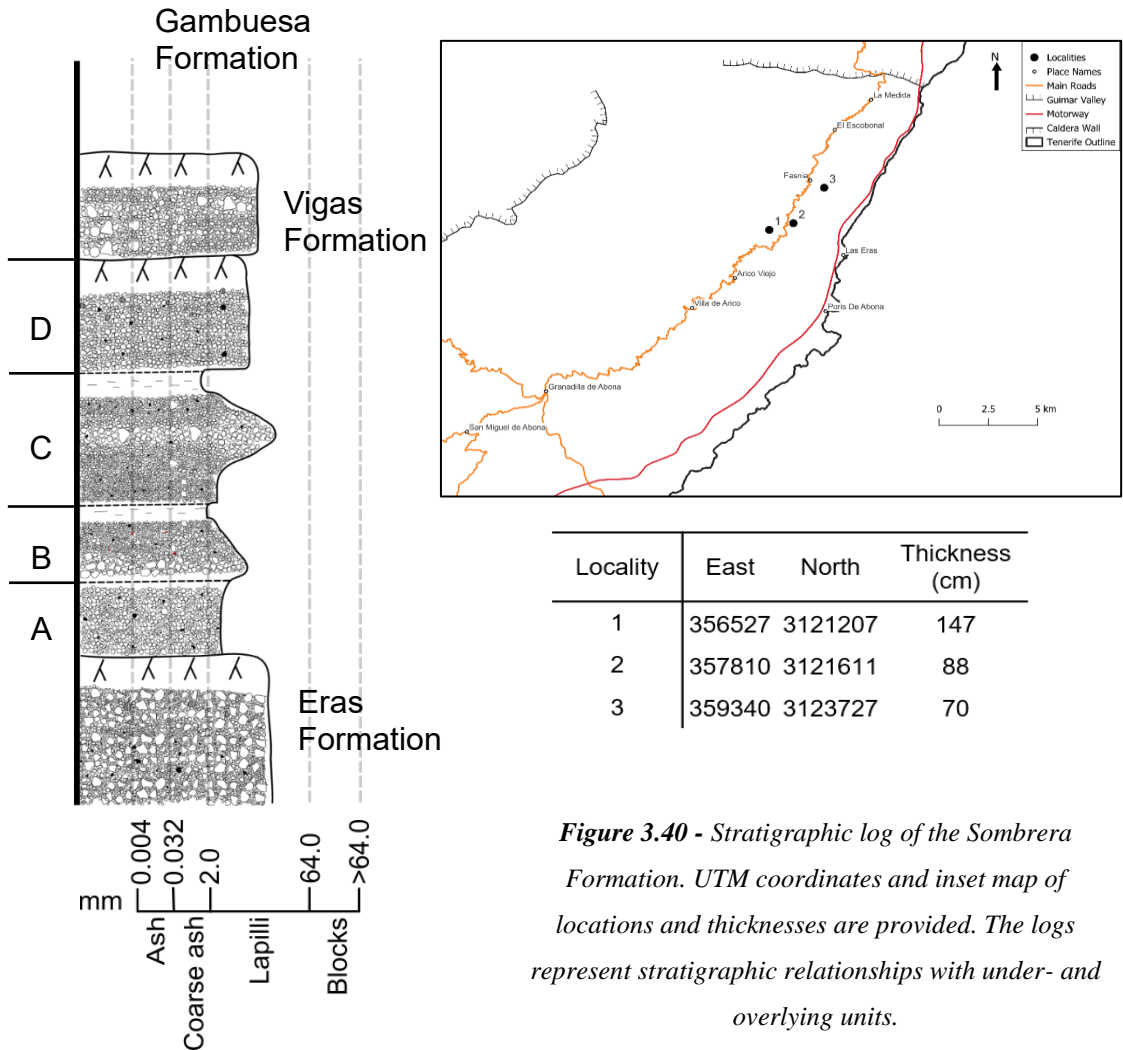 Gambuesa
Formation
Vigas
Formation
D
C
B
A
Eras
Formation
mm
0.004
0.032
2.0
64.0
>64.0
Ash
Coarse ash
Lapilli
Blocks
N
Localities
Place Names
Main Roads
Guimar Valley
Motorway
Caldera Wall
Tenerife Outline
La Medida
El Escobonal
Fasnia
3
1
2
Las Eras
Arico Viejo
Villa de Arico
Poris De Abona
Granadilla de Abona
San Miguel de Abona
0 2.5 5 km
Locality East North Thickness
(cm)
1 356527 3121207 147
2 357810 3121611 88
3 359340 3123727 70
Figure 3.40 - Stratigraphic log of the Sombrera
Formation. UTM coordinates and inset map of
locations and thicknesses are provided. The logs
represent stratigraphic relationships with under- and
overlying units.